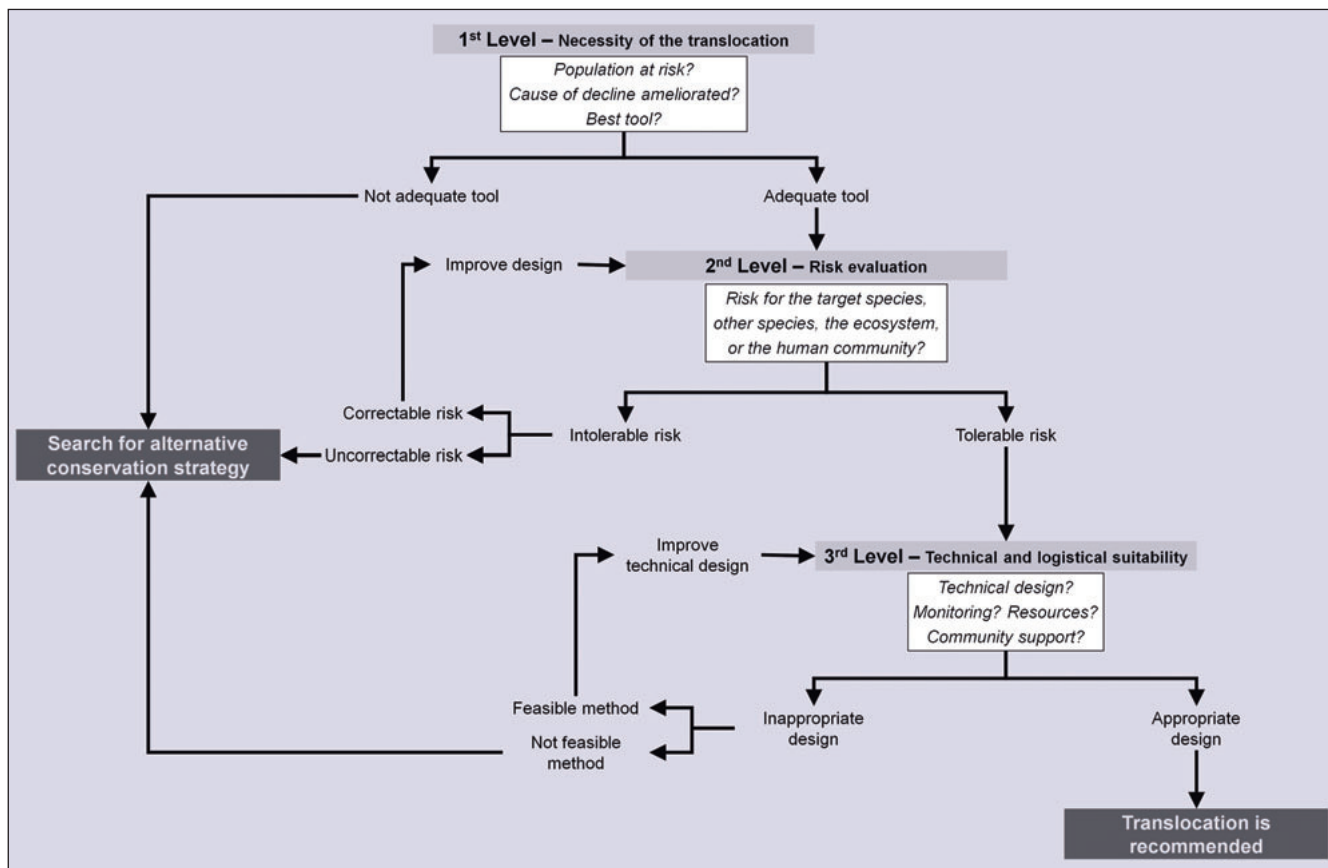 1st Level – Necessity of the translocation
Population at risk?
Cause of decline ameliorated?
Best tool?
Not adequate tool
Adequate tool
Improve design
2nd Level – Risk evaluation
Risk for the target species,
other species, the ecosystem,
or the human community?
Correctable risk
Uncorrectable risk
Intolerable risk
Tolerable risk
Search for alternative
conservation strategy
Improve
technical design
3rd Level – Technical and logistical suitability
Technical design?
Monitoring? Resources?
Community support?
Feasible method
Not feasible
method
Inappropriate
design
Appropriate
design
Translocation is
recommended